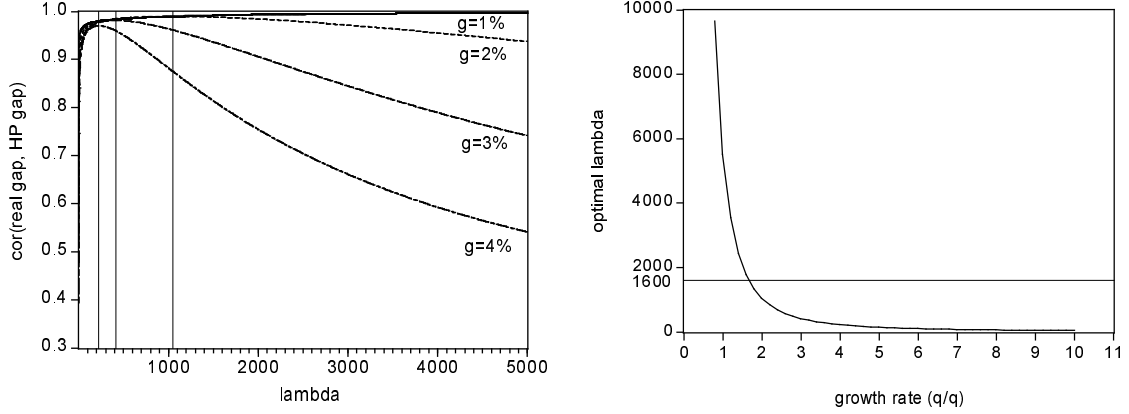 1.0
0.9
0.8
0.7
0.6
0.5
0.4
0.3
cor(real gap, HP gap)
g=1%
g=2%
g=3%
g=4%
1000 2000 3000 4000 5000
lambda
10000
8000
6000
4000
2000
1600
0
optimal lambda
0 1 2 3 4 5 6 7 8 9 10 11
growth rate (q/q)